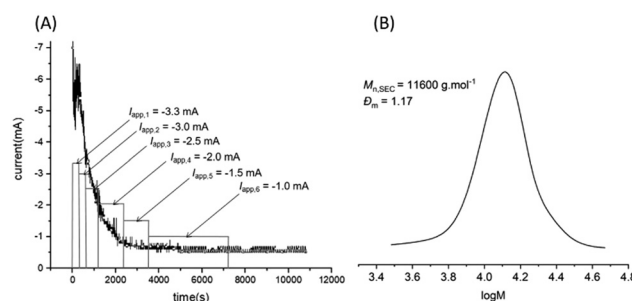 (A)
-7
-6
-5
-4
-3
-2
-1
0
current(mA)
Iapp,1 = -3.3 mA
Iapp,2 = -3.0 mA
Iapp,3 = -2.5 mA
Iapp,4 = -2.0 mA
Iapp,5 = -1.5 mA
Iapp,6 = -1.0 mA
0 2000 4000 6000 8000 10000 12000
time(s)
(B)
Mn,SEC = 11600 g.mol-1
Đm = 1.17
3.4 3.6 3.8 4.0 4.2 4.4 4.6 4.8
logM